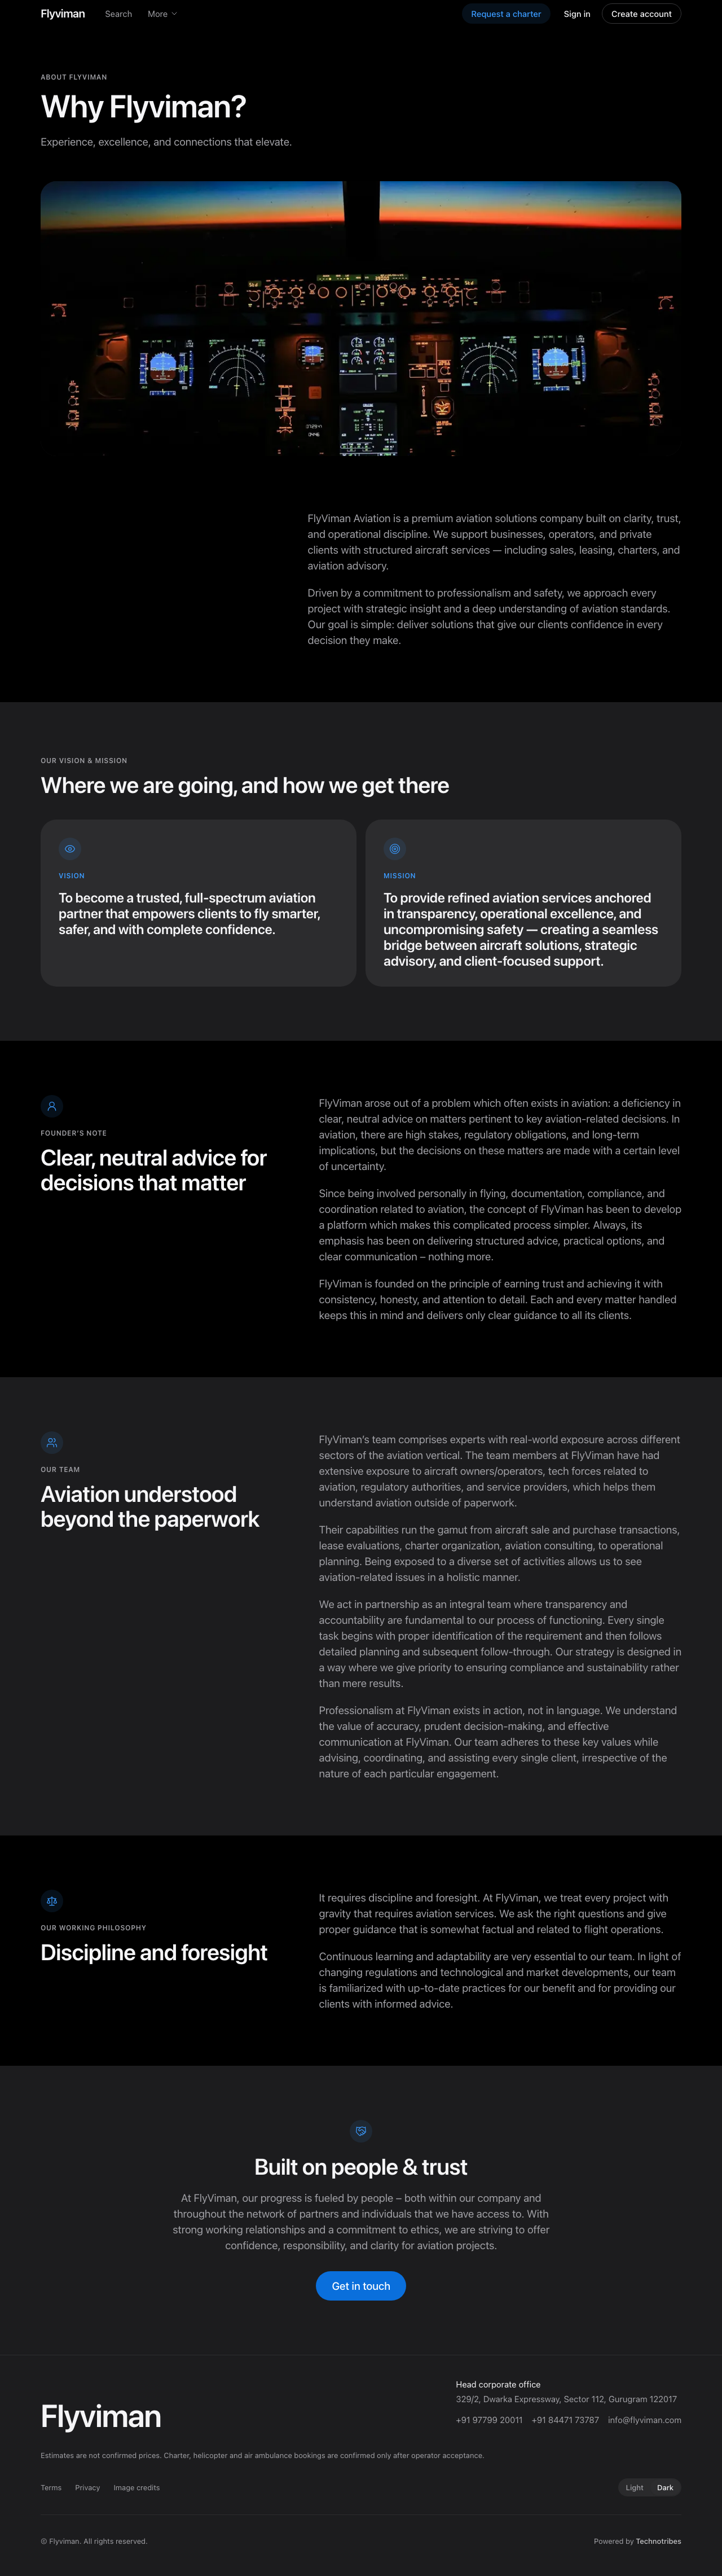 Flyviman
Search
More
Request a charter
Sign in
Create account
ABOUT FLYVIMAN
Why Flyviman?
Experience, excellence, and connections that elevate.
FlyViman Aviation is a premium aviation solutions company built on clarity, trust,
and operational discipline. We support businesses, operators, and private
clients with structured aircraft services — including sales, leasing, charters, and
aviation advisory.
Driven by a commitment to professionalism and safety, we approach every
project with strategic insight and a deep understanding of aviation standards.
Our goal is simple: deliver solutions that give our clients confidence in every
decision they make.
OUR VISION & MISSION
Where we are going, and how we get there
VISION
To become a trusted, full-spectrum aviation
partner that empowers clients to fly smarter,
safer, and with complete confidence.
MISSION
To provide refined aviation services anchored
in transparency, operational excellence, and
uncompromising safety — creating a seamless
bridge between aircraft solutions, strategic
advisory, and client-focused support.
FOUNDER'S NOTE
Clear, neutral advice for
decisions that matter
FlyViman arose out of a problem which often exists in aviation: a deficiency in
clear, neutral advice on matters pertinent to key aviation-related decisions. In
aviation, there are high stakes, regulatory obligations, and long-term
implications, but the decisions on these matters are made with a certain level
of uncertainty.
Since being involved personally in flying, documentation, compliance, and
coordination related to aviation, the concept of FlyViman has been to develop
a platform which makes this complicated process simpler. Always, its
emphasis has been on delivering structured advice, practical options, and
clear communication – nothing more.
FlyViman is founded on the principle of earning trust and achieving it with
consistency, honesty, and attention to detail. Each and every matter handled
keeps this in mind and delivers only clear guidance to all its clients.
OUR TEAM
Aviation understood
beyond the paperwork
FlyViman's team comprises experts with real-world exposure across different
sectors of the aviation vertical. The team members at FlyViman have had
extensive exposure to aircraft owners/operators, tech forces related to
aviation, regulatory authorities, and service providers, which helps them
understand aviation outside of paperwork.
Their capabilities run the gamut from aircraft sale and purchase transactions,
lease evaluations, charter organization, aviation consulting, to operational
planning. Being exposed to a diverse set of activities allows us to see
aviation-related issues in a holistic manner.
We act in partnership as an integral team where transparency and
accountability are fundamental to our process of functioning. Every single
task begins with proper identification of the requirement and then follows
detailed planning and subsequent follow-through. Our strategy is designed in
a way where we give priority to ensuring compliance and sustainability rather
than mere results.
Professionalism at FlyViman exists in action, not in language. We understand
the value of accuracy, prudent decision-making, and effective
communication at FlyViman. Our team adheres to these key values while
advising, coordinating, and assisting every single client, irrespective of the
nature of each particular engagement.
OUR WORKING PHILOSOPHY
Discipline and foresight
It requires discipline and foresight. At FlyViman, we treat every project with
gravity that requires aviation services. We ask the right questions and give
proper guidance that is somewhat factual and related to flight operations.
Continuous learning and adaptability are very essential to our team. In light of
changing regulations and technological and market developments, our team
is familiarized with up-to-date practices for our benefit and for providing our
clients with informed advice.
Built on people & trust
At FlyViman, our progress is fueled by people – both within our company and
throughout the network of partners and individuals that we have access to. With
strong working relationships and a commitment to ethics, we are striving to offer
confidence, responsibility, and clarity for aviation projects.
Get in touch
Flyviman
Head corporate office
329/2, Dwarka Expressway, Sector 112, Gurugram 122017
+91 97799 20011 +91 84471 73787 info@flyviman.com
Estimates are not confirmed prices. Charter, helicopter and air ambulance bookings are confirmed only after operator acceptance.
Terms Privacy Image credits
Light Dark
© Flyviman. All rights reserved.
Powered by Technotribes